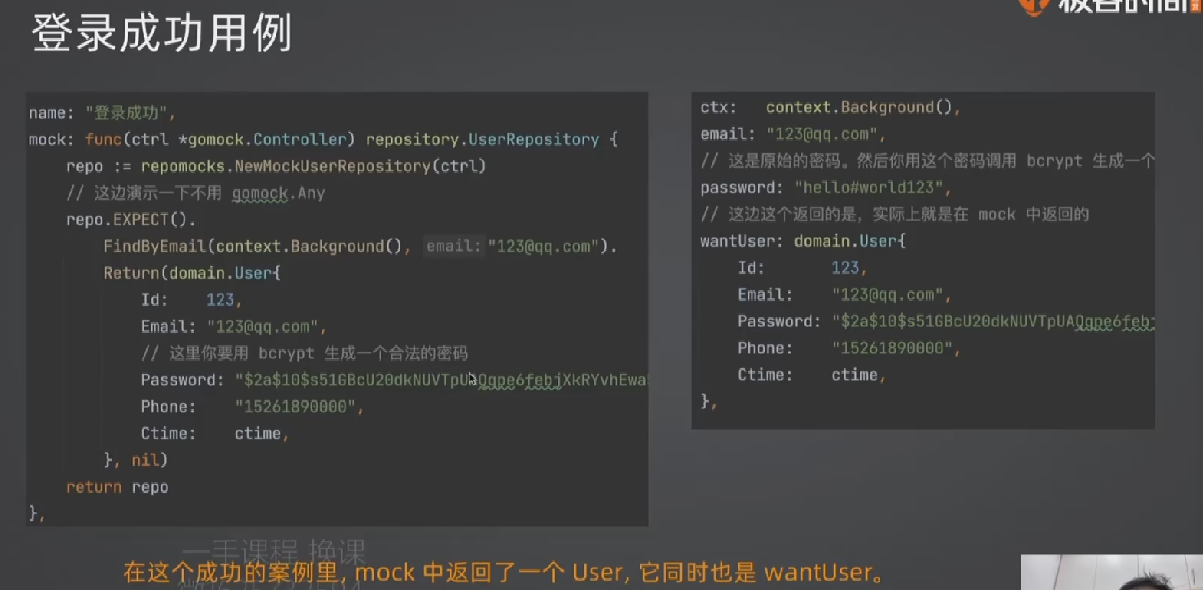 登录成功用例
极客时间
name: "登录成功",
mock: func(ctrl *gomock.Controller) repository.UserRepository {
repo := repomocks.NewMockUserRepository(ctrl)
// 这边演示一下不用 gomock.Any
repo.EXPECT().
FindByEmail(context.Background(), email: "123@qq.com").
Return(domain.User{
Id: 123,
Email: "123@qq.com",
// 这里你要用 bcrypt 生成一个合法的密码
Password: "$2a$10$s51GBcU20dkNUVTpUAQqpe6febjXkRYvhEwa
Phone: "15261890000",
Ctime: ctime,
}, nil)
return repo
},
ctx: context.Background(),
email: "123@qq.com",
// 这是原始的密码。然后你用这个密码调用 bcrypt 生成一个
password: "hello#world123",
// 这边这个返回的是，实际上就是在 mock 中返回的
wantUser: domain.User{
Id: 123,
Email: "123@qq.com",
Password: "$2a$10$s51GBcU20dkNUVTpUAQqpe6febj
Phone: "15261890000",
Ctime: ctime,
},
一手课程 换课
在这个成功的案例里, mock 中返回了一个 User, 它同时也是 wantUser。